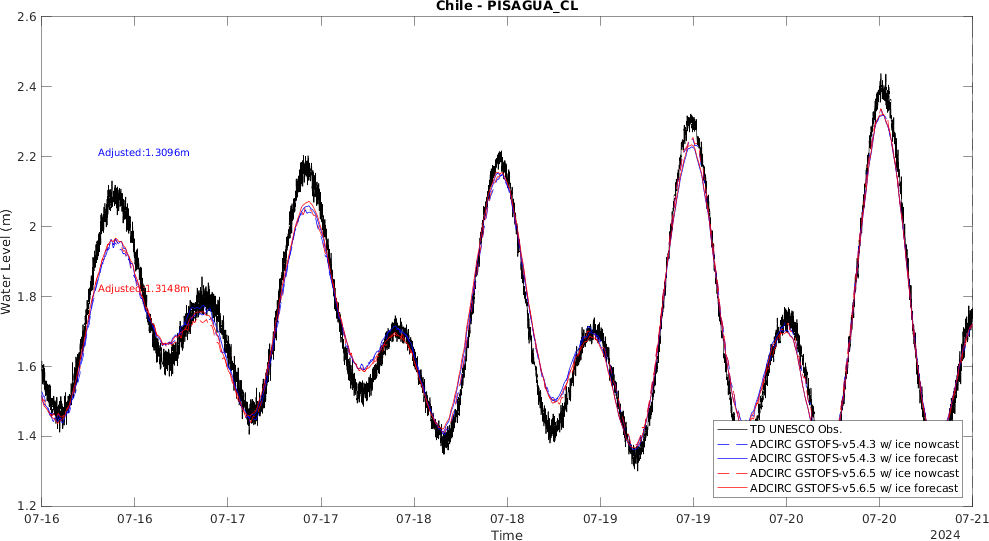 Chile - PISAGUA_CL
2.6
2.4
2.2
2
1.8
1.6
1.4
1.2
Water Level (m)
Adjusted:1.3096m
Adjusted:1.3148m
TD UNESCO Obs.
ADCIRC GSTOFS-v5.4.3 w/ ice nowcast
ADCIRC GSTOFS-v5.4.3 w/ ice forecast
ADCIRC GSTOFS-v5.6.5 w/ ice nowcast
ADCIRC GSTOFS-v5.6.5 w/ ice forecast
07-16 07-16 07-17 07-17 07-18 07-18 07-19 07-19 07-20 07-20 07-21
Time
2024